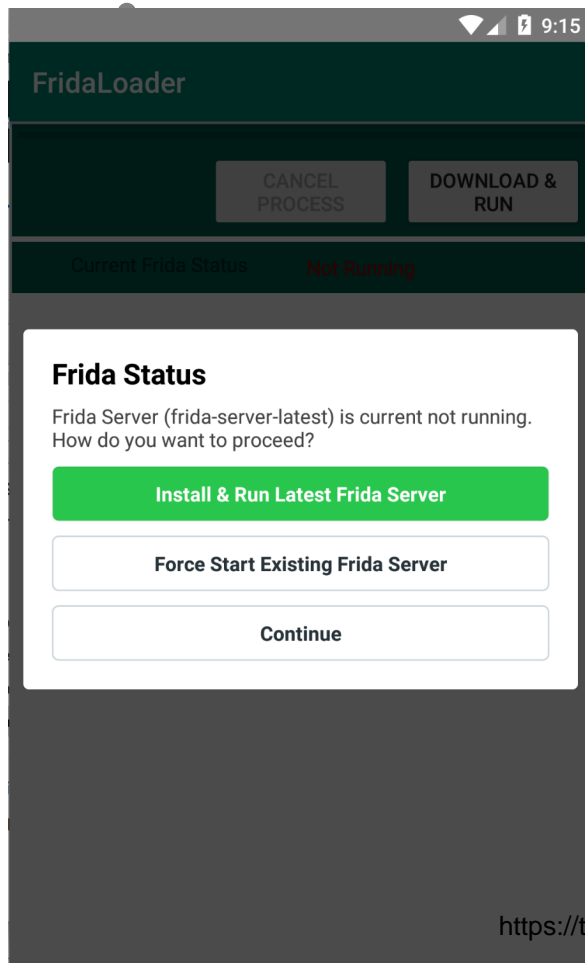 9:15
FridaLoader
CANCEL
PROCESS
DOWNLOAD &
RUN
Current Frida Status
Not Running
Frida Status
Frida Server (frida-server-latest) is current not running.
How do you want to proceed?
Install & Run Latest Frida Server
Force Start Existing Frida Server
Continue
https://t